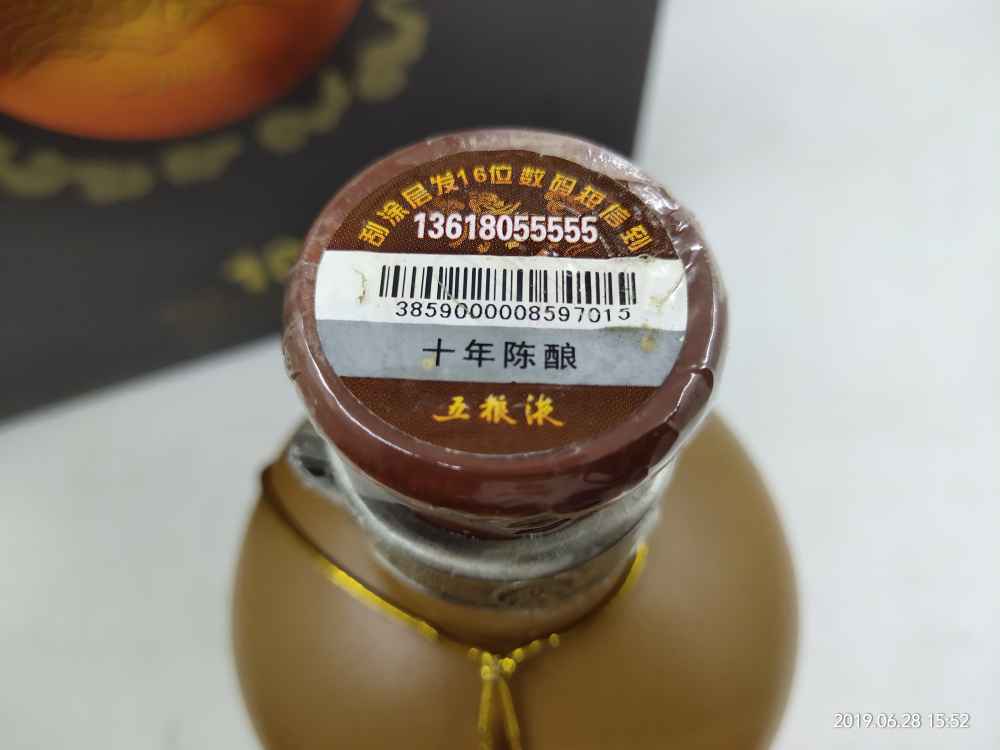 刮涂层发16位数码短信到
13618055555
3859000008597015
十年陈酿
五粮液
2019.06.28 15:52